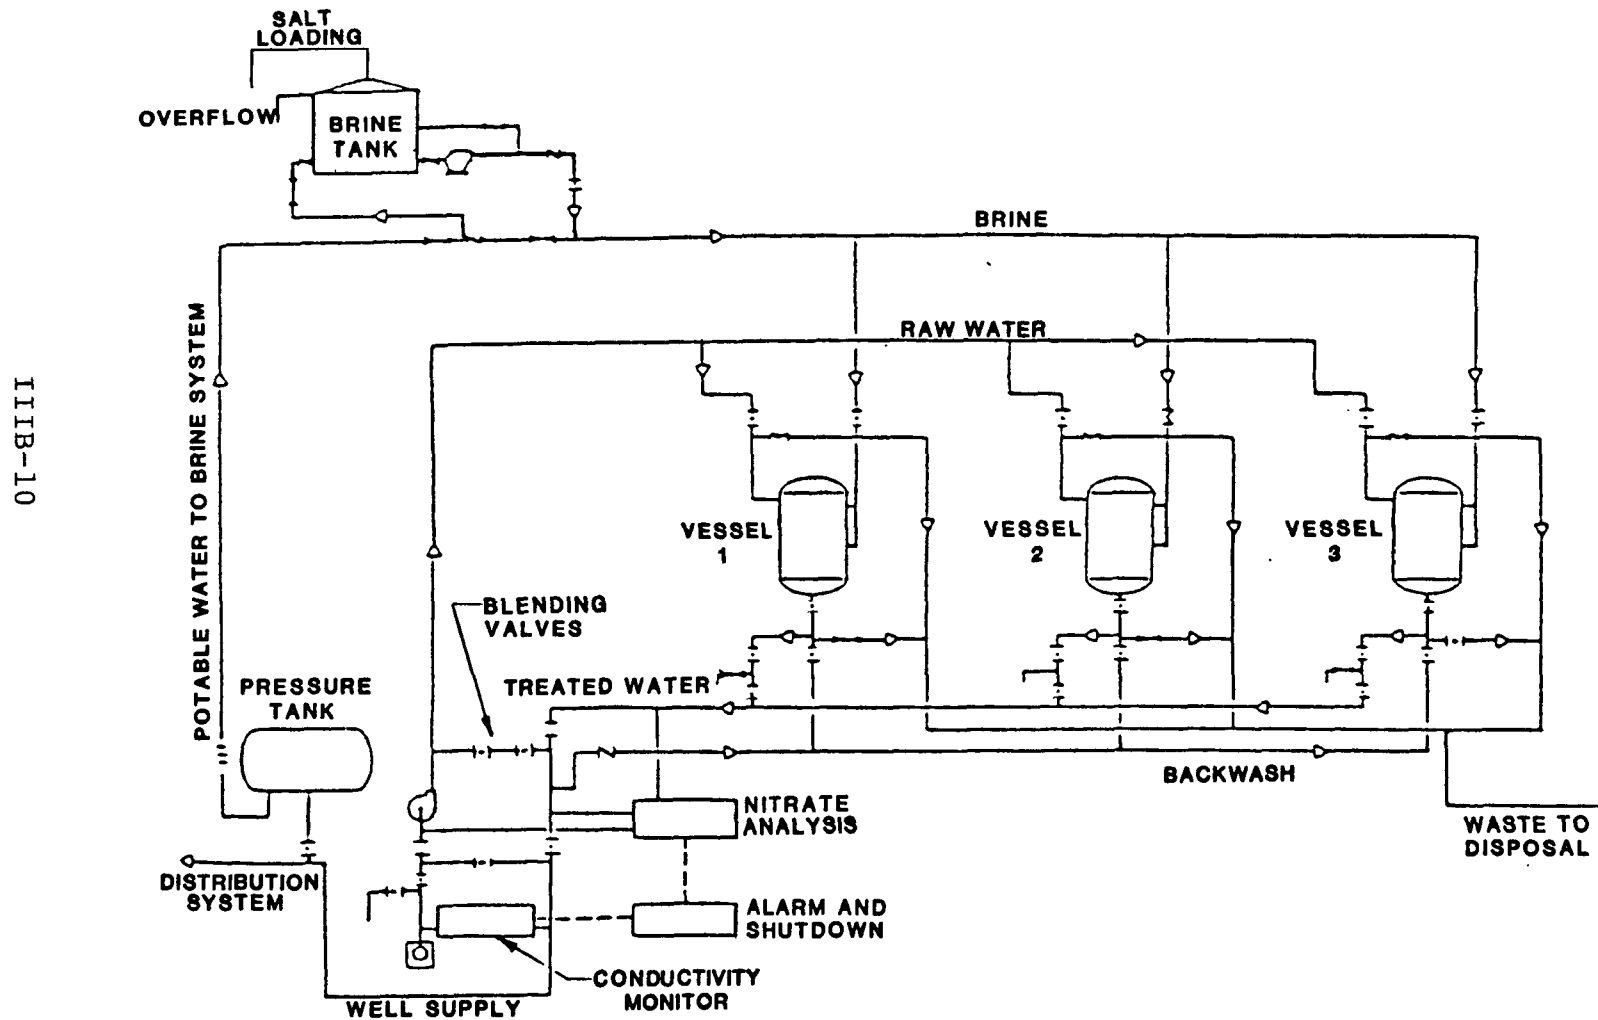 SALT
LOADING
OVERFLOW
BRINE
TANK
BRINE
RAW WATER
POTABLE WATER TO BRINE SYSTEM
IIIB-10
VESSEL
1
VESSEL
2
VESSEL
3
BLENDING
VALVES
PRESSURE
TANK
TREATED WATER
BACKWASH
NITRATE
ANALYSIS
WASTE TO
DISPOSAL
DISTRIBUTION
SYSTEM
ALARM AND
SHUTDOWN
CONDUCTIVITY
MONITOR
WELL SUPPLY